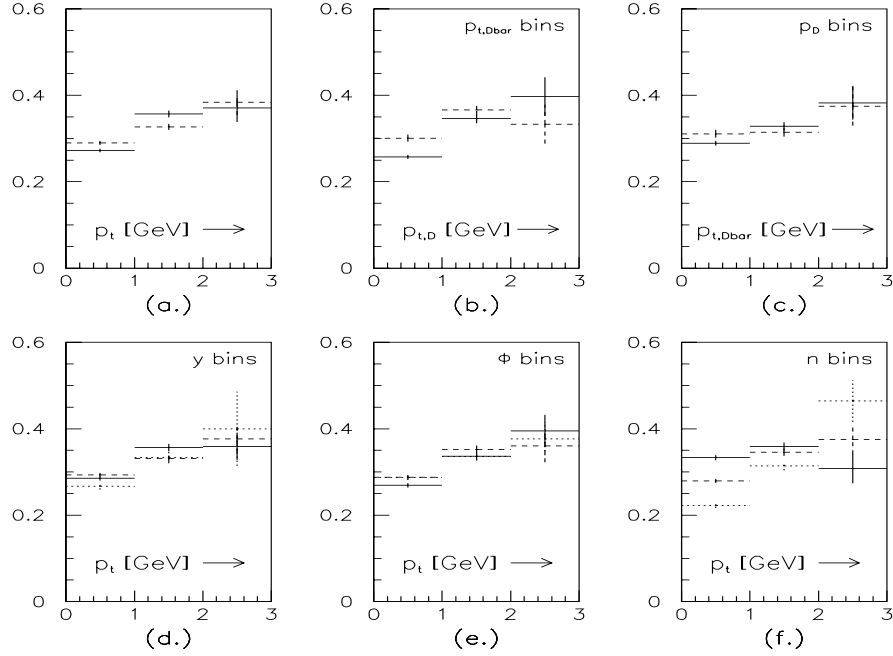 0.6 0.6 0.6
p_t,Dbar bins p_D bins
0.4 0.4 0.4
0.2 0.2 0.2
p_t [GeV] p_t,D [GeV] p_t,Dbar [GeV]
0 0 0
0 1 2 3 0 1 2 3 0 1 2 3
(a.) (b.) (c.)
0.6 0.6 0.6
y bins Φ bins n bins
0.4 0.4 0.4
0.2 0.2 0.2
p_t [GeV] p_t [GeV] p_t [GeV]
0 0 0
0 1 2 3 0 1 2 3 0 1 2 3
(d.) (e.) (f.)